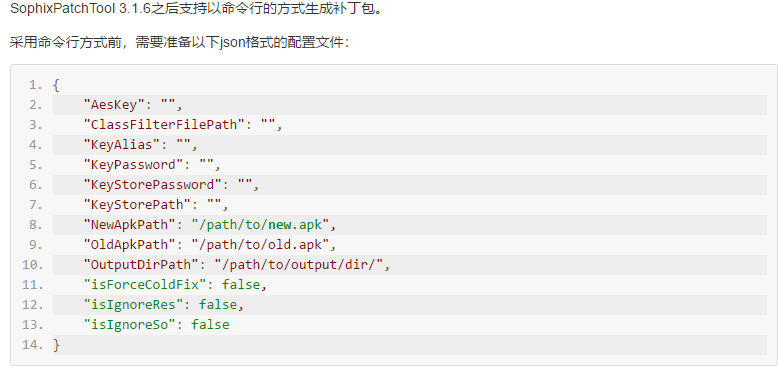 SophixPatchTool 3.1.6之后支持以命令行的方式生成补丁包。
采用命令行方式前，需要准备以下json格式的配置文件：
1. {
2.     "AesKey": "",
3.     "ClassFilterFilePath": "",
4.     "KeyAlias": "",
5.     "KeyPassword": "",
6.     "KeyStorePassword": "",
7.     "KeyStorePath": "",
8.     "NewApkPath": "/path/to/new.apk",
9.     "OldApkPath": "/path/to/old.apk",
10.     "OutputDirPath": "/path/to/output/dir/",
11.     "isForceColdFix": false,
12.     "isIgnoreRes": false,
13.     "isIgnoreSo": false
14. }